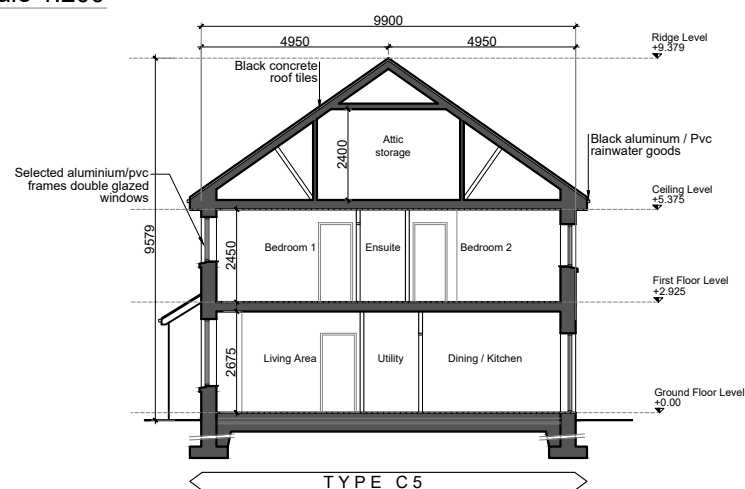 9900
4950
4950
Ridge Level
+9.379
Black concrete
roof tiles
Attic
storage
2400
Black aluminum / Pvc
rainwater goods
Selected aluminium/pvc
frames double glazed
windows
Ceiling Level
+5.375
9579
2450
Bedroom 1
Ensuite
Bedroom 2
First Floor Level
+2.925
2675
Living Area
Utility
Dining / Kitchen
Ground Floor Level
+0.00
TYPE C5